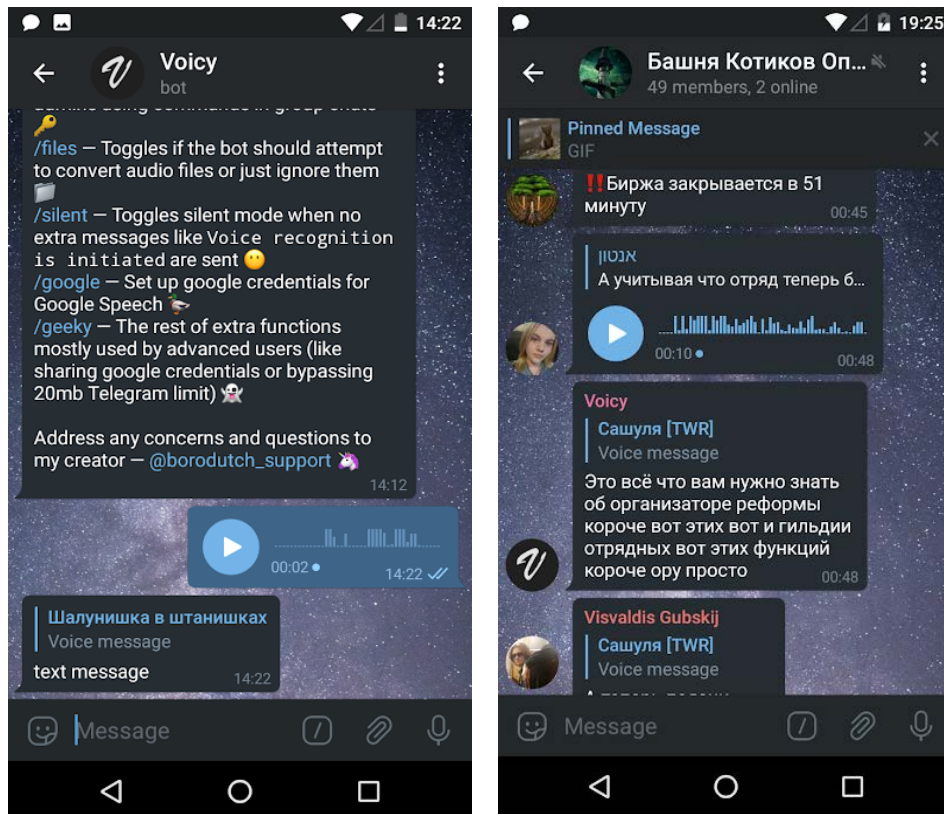 14:22
Voicy
bot
/files — Toggles if the bot should attempt
to convert audio files or just ignore them
/silent — Toggles silent mode when no
extra messages like Voice recognition
is initiated are sent
/google — Set up google credentials for
Google Speech
/geeky — The rest of extra functions
mostly used by advanced users (like
sharing google credentials or bypassing
20mb Telegram limit)
Address any concerns and questions to
my creator — @borodutch_support
14:12
00:02
14:22
Шалунишка в штанишках
Voice message
text message
14:22
Message
19:25
Башня Котиков Оп...
49 members, 2 online
Pinned Message
GIF
‼Биржа закрывается в 51
минуту
00:45
אנטון
А учитывая что отряд теперь б...
00:10
00:48
Voicy
Сашуля [TWR]
Voice message
Это всё что вам нужно знать
об организаторе реформы
короче вот этих вот и гильдии
отрядных вот этих функций
короче ору просто
00:48
Visvaldis Gubskij
Сашуля [TWR]
Voice message
Message